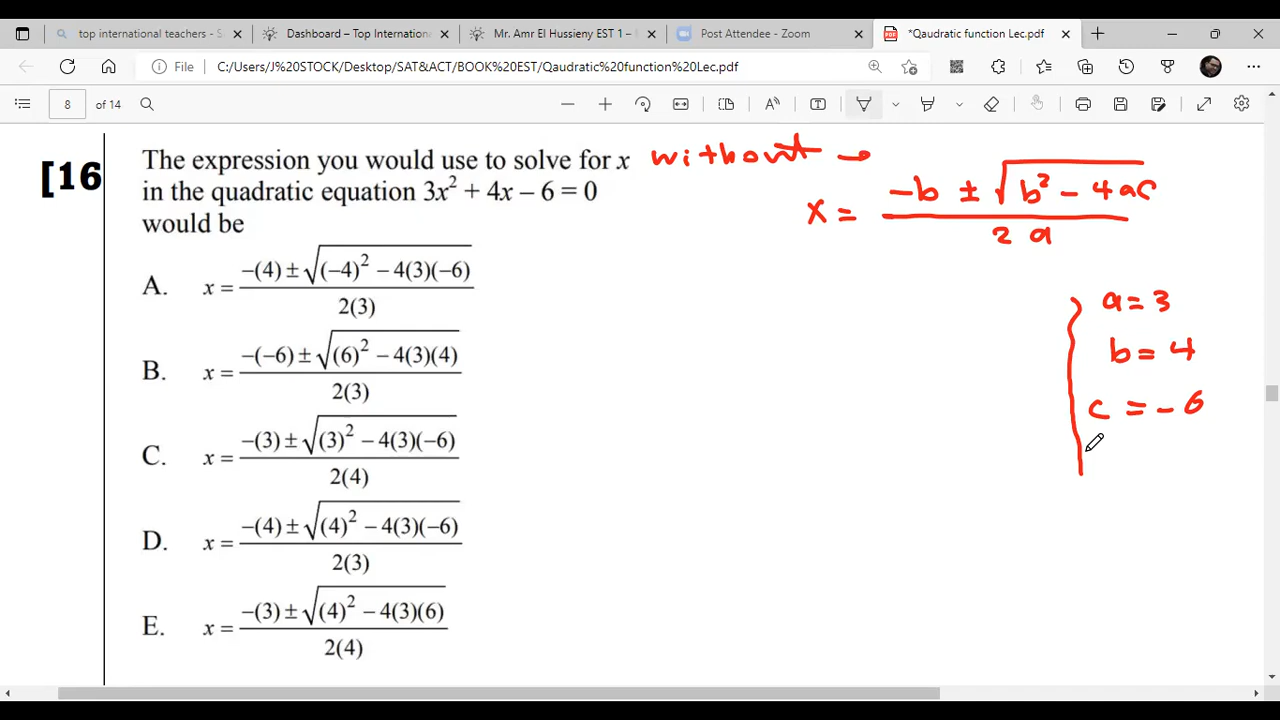 top international teachers - S
Dashboard – Top Internation
Mr. Amr El Hussieny EST 1 –
Post Attendee - Zoom
*Qaudratic function Lec.pdf
File
C:/Users/J%20STOCK/Desktop/SAT&ACT/BOOK%20EST/Qaudratic%20function%20Lec.pdf
8 of 14
[16
The expression you would use to solve for x
in the quadratic equation 3x² + 4x – 6 = 0
would be
without →
x = (-b ± √(b² - 4ac)) / (2a)
A. x = (–(4) ± √((–4)² – 4(3)(–6))) / (2(3))
B. x = (–(–6) ± √((6)² – 4(3)(4))) / (2(3))
C. x = (–(3) ± √((3)² – 4(3)(–6))) / (2(4))
D. x = (–(4) ± √((4)² – 4(3)(–6))) / (2(3))
E. x = (–(3) ± √((4)² – 4(3)(6))) / (2(4))
a = 3
b = 4
c = -6